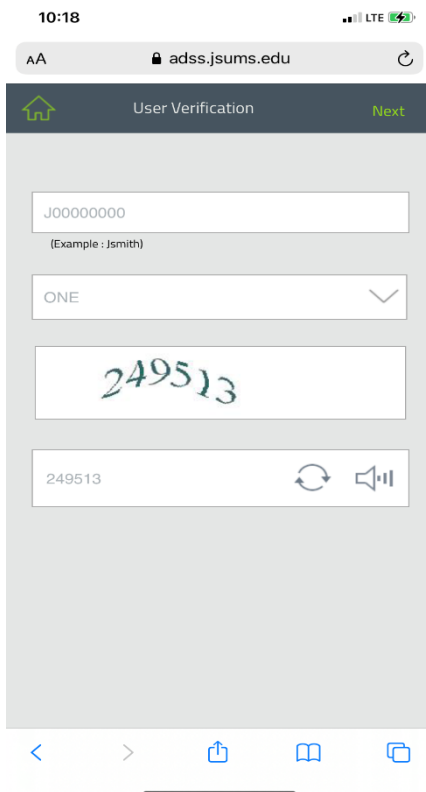 10:18 LTE
AA adss.jsums.edu
User Verification Next
J00000000
(Example : Jsmith)
ONE
249513
249513